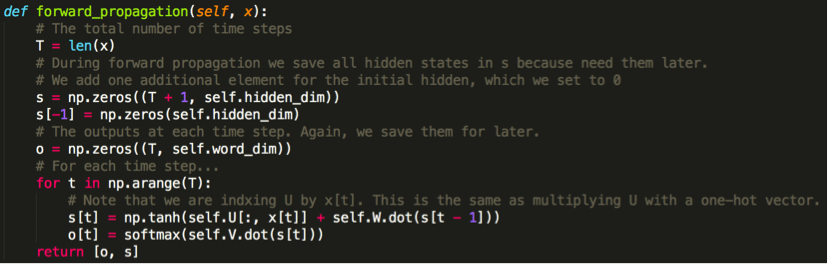 def forward_propagation(self, x):
    # The total number of time steps
    T = len(x)
    # During forward propagation we save all hidden states in s because need them later.
    # We add one additional element for the initial hidden, which we set to 0
    s = np.zeros((T + 1, self.hidden_dim))
    s[-1] = np.zeros(self.hidden_dim)
    # The outputs at each time step. Again, we save them for later.
    o = np.zeros((T, self.word_dim))
    # For each time step...
    for t in np.arange(T):
        # Note that we are indxing U by x[t]. This is the same as multiplying U with a one-hot vector.
        s[t] = np.tanh(self.U[:, x[t]] + self.W.dot(s[t - 1]))
        o[t] = softmax(self.V.dot(s[t]))
    return [o, s]